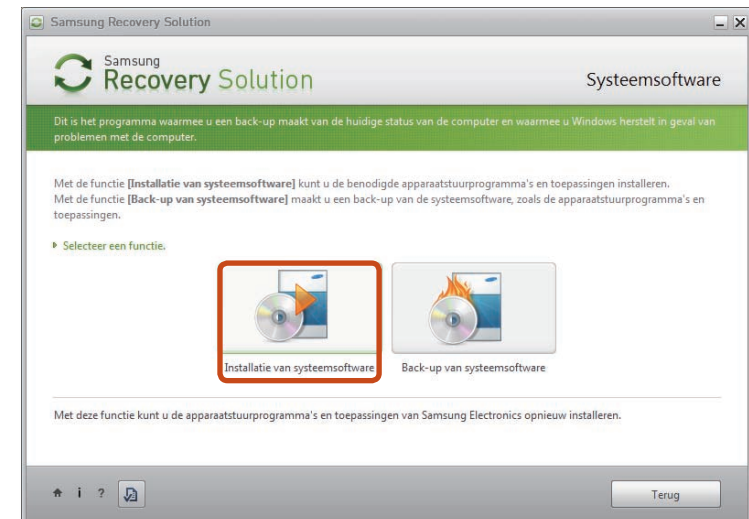 Samsung Recovery Solution
Samsung
Recovery Solution
Systeemsoftware
Dit is het programma waarmee u een back-up maakt van de huidige status van de computer en waarmee u Windows herstelt in geval van
problemen met de computer.
Met de functie [Installatie van systeemsoftware] kunt u de benodigde apparaatstuurprogramma's en toepassingen installeren.
Met de functie [Back-up van systeemsoftware] maakt u een back-up van de systeemsoftware, zoals de apparaatstuurprogramma's en
toepassingen.
Selecteer een functie.
Installatie van systeemsoftware
Back-up van systeemsoftware
Met deze functie kunt u de apparaatstuurprogramma's en toepassingen van Samsung Electronics opnieuw installeren.
i ?
Terug